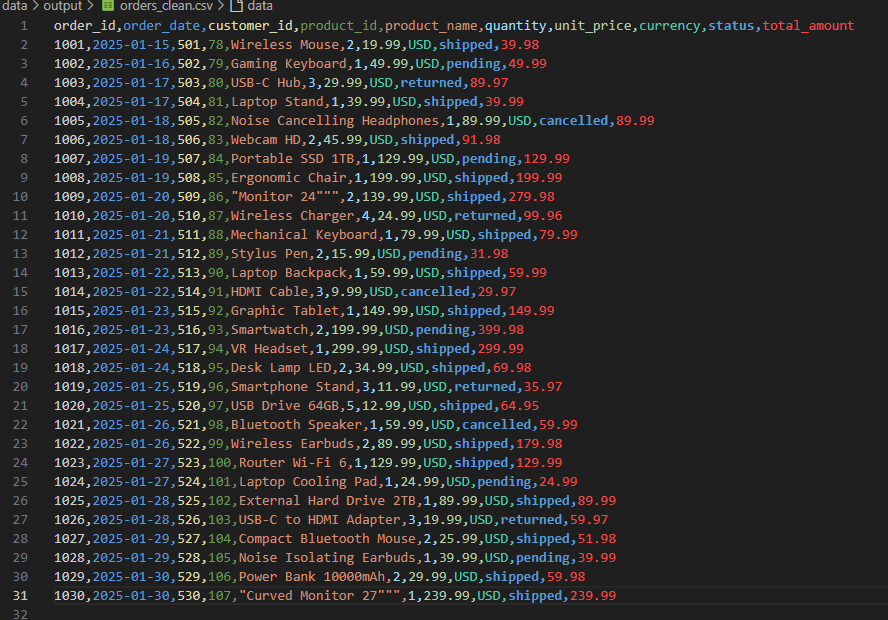 data > output > orders_clean.csv > data
1 order_id,order_date,customer_id,product_id,product_name,quantity,unit_price,currency,status,total_amount
2 1001,2025-01-15,501,78,Wireless Mouse,2,19.99,USD,shipped,39.98
3 1002,2025-01-16,502,79,Gaming Keyboard,1,49.99,USD,pending,49.99
4 1003,2025-01-17,503,80,USB-C Hub,3,29.99,USD,returned,89.97
5 1004,2025-01-17,504,81,Laptop Stand,1,39.99,USD,shipped,39.99
6 1005,2025-01-18,505,82,Noise Cancelling Headphones,1,89.99,USD,cancelled,89.99
7 1006,2025-01-18,506,83,Webcam HD,2,45.99,USD,shipped,91.98
8 1007,2025-01-19,507,84,Portable SSD 1TB,1,129.99,USD,pending,129.99
9 1008,2025-01-19,508,85,Ergonomic Chair,1,199.99,USD,shipped,199.99
10 1009,2025-01-20,509,86,"Monitor 24""",2,139.99,USD,shipped,279.98
11 1010,2025-01-20,510,87,Wireless Charger,4,24.99,USD,returned,99.96
12 1011,2025-01-21,511,88,Mechanical Keyboard,1,79.99,USD,shipped,79.99
13 1012,2025-01-21,512,89,Stylus Pen,2,15.99,USD,pending,31.98
14 1013,2025-01-22,513,90,Laptop Backpack,1,59.99,USD,shipped,59.99
15 1014,2025-01-22,514,91,HDMI Cable,3,9.99,USD,cancelled,29.97
16 1015,2025-01-23,515,92,Graphic Tablet,1,149.99,USD,shipped,149.99
17 1016,2025-01-23,516,93,Smartwatch,2,199.99,USD,pending,399.98
18 1017,2025-01-24,517,94,VR Headset,1,299.99,USD,shipped,299.99
19 1018,2025-01-24,518,95,Desk Lamp LED,2,34.99,USD,shipped,69.98
20 1019,2025-01-25,519,96,Smartphone Stand,3,11.99,USD,returned,35.97
21 1020,2025-01-25,520,97,USB Drive 64GB,5,12.99,USD,shipped,64.95
22 1021,2025-01-26,521,98,Bluetooth Speaker,1,59.99,USD,cancelled,59.99
23 1022,2025-01-26,522,99,Wireless Earbuds,2,89.99,USD,shipped,179.98
24 1023,2025-01-27,523,100,Router Wi-Fi 6,1,129.99,USD,shipped,129.99
25 1024,2025-01-27,524,101,Laptop Cooling Pad,1,24.99,USD,pending,24.99
26 1025,2025-01-28,525,102,External Hard Drive 2TB,1,89.99,USD,shipped,89.99
27 1026,2025-01-28,526,103,USB-C to HDMI Adapter,3,19.99,USD,returned,59.97
28 1027,2025-01-29,527,104,Compact Bluetooth Mouse,2,25.99,USD,shipped,51.98
29 1028,2025-01-29,528,105,Noise Isolating Earbuds,1,39.99,USD,pending,39.99
30 1029,2025-01-30,529,106,Power Bank 10000mAh,2,29.99,USD,shipped,59.98
31 1030,2025-01-30,530,107,"Curved Monitor 27""",1,239.99,USD,shipped,239.99
32